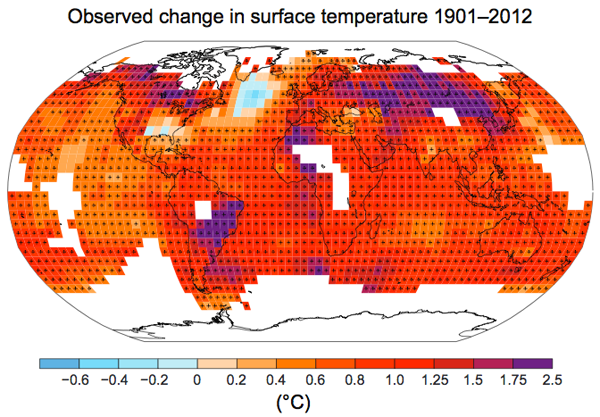 Observed change in surface temperature 1901–2012
−0.6 −0.4 −0.2 0 0.2 0.4 0.6 0.8 1.0 1.25 1.5 1.75 2.5
(°C)